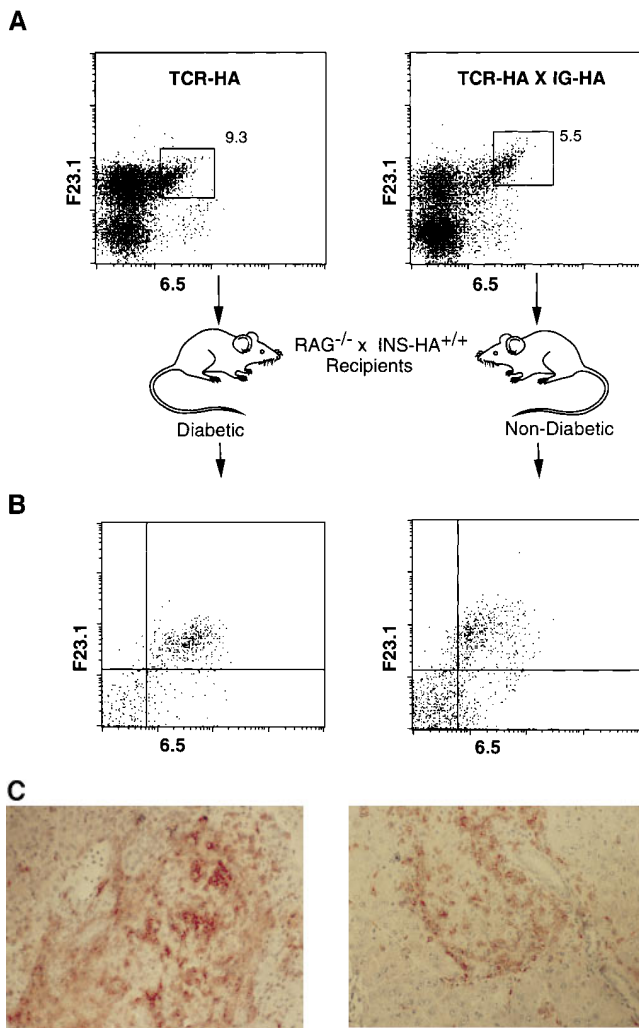 A
TCR-HA
TCR-HA X IG-HA
9.3
5.5
F23.1
F23.1
6.5
6.5
RAG-/- x INS-HA+/+
Recipients
Diabetic
Non-Diabetic
B
F23.1
F23.1
6.5
6.5
C